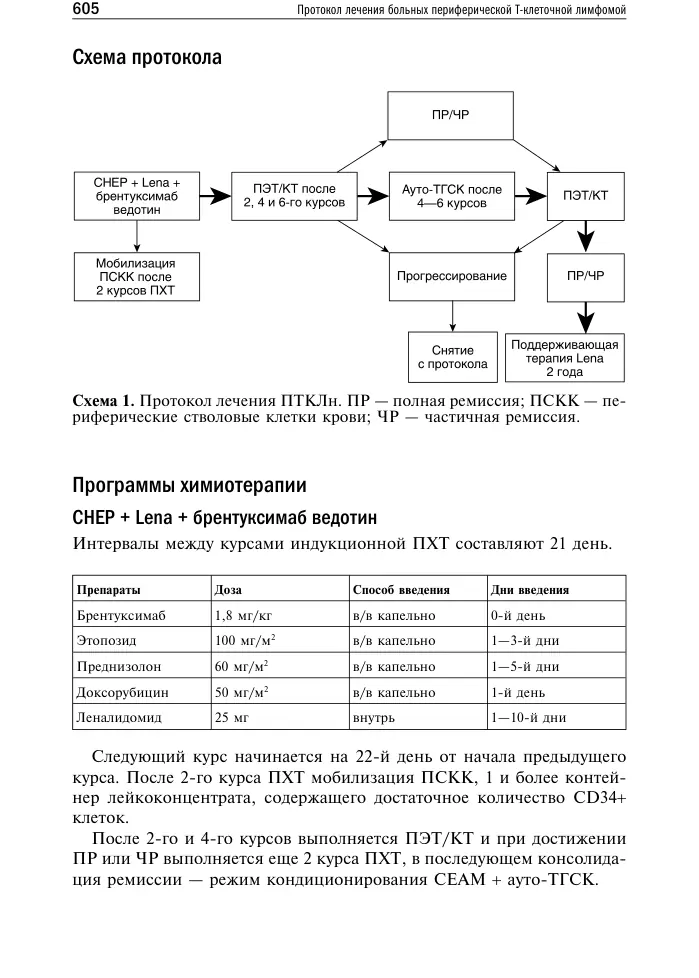 605
Протокол лечения больных периферической Т-клеточной лимфомой
Схема протокола
ПР/ЧР
CHEP + Lena +
брентуксимаб
ведотин
ПЭТ/КТ после
2, 4 и 6-го курсов
Ауто-ТГСК после
4—6 курсов
ПЭТ/КТ
Мобилизация
ПСКК после
2 курсов ПХТ
Прогрессирование
ПР/ЧР
Снятие
с протокола
Поддерживающая
терапия Lena
2 года
Схема 1. Протокол лечения ПТКЛн. ПР — полная ремиссия; ПСКК — пе-
риферические стволовые клетки крови; ЧР — частичная ремиссия.
Программы химиотерапии
CHEP + Lena + брентуксимаб ведотин
Интервалы между курсами индукционной ПХТ составляют 21 день.
Препараты Доза Способ введения Дни введения
Брентуксимаб 1,8 мг/кг в/в капельно 0-й день
Этопозид 100 мг/м² в/в капельно 1—3-й дни
Преднизолон 60 мг/м² в/в капельно 1—5-й дни
Доксорубицин 50 мг/м² в/в капельно 1-й день
Леналидомид 25 мг внутрь 1—10-й дни
Следующий курс начинается на 22-й день от начала предыдущего
курса. После 2-го курса ПХТ мобилизация ПСКК, 1 и более контей-
нер лейкоконцентрата, содержащего достаточное количество CD34+
клеток.
После 2-го и 4-го курсов выполняется ПЭТ/КТ и при достижении
ПР или ЧР выполняется еще 2 курса ПХТ, в последующем консолида-
ция ремиссии — режим кондиционирования CEAM + ауто-ТГСК.